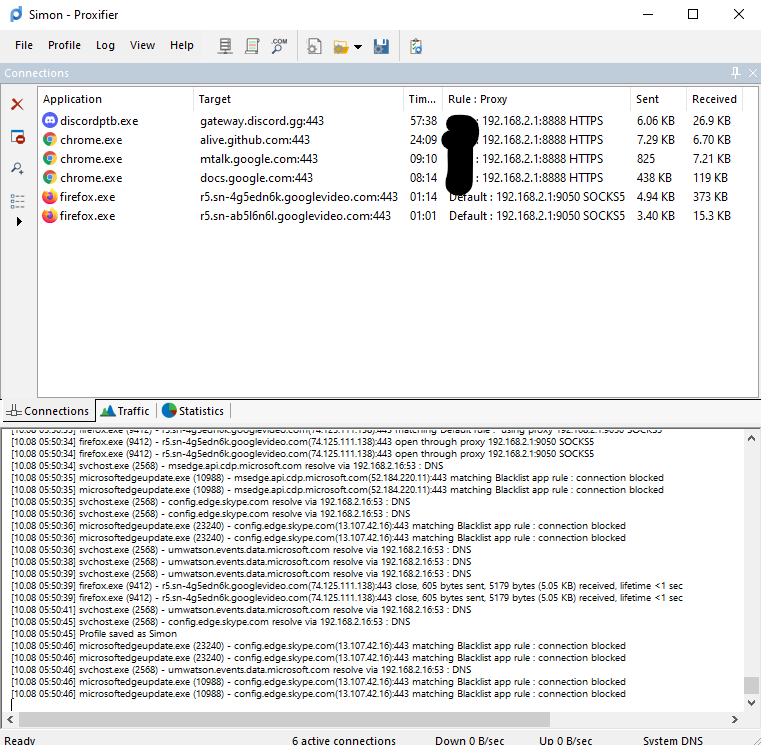 Simon - Proxifier
File Profile Log View Help .COM
Connections
Application Target Tim... Rule : Proxy Sent Received
discordptb.exe gateway.discord.gg:443 57:38 : 192.168.2.1:8888 HTTPS 6.06 KB 26.9 KB
chrome.exe alive.github.com:443 24:09 : 192.168.2.1:8888 HTTPS 7.29 KB 6.70 KB
chrome.exe mtalk.google.com:443 09:10 : 192.168.2.1:8888 HTTPS 825 7.21 KB
chrome.exe docs.google.com:443 08:14 : 192.168.2.1:8888 HTTPS 438 KB 119 KB
firefox.exe r5.sn-4g5edn6k.googlevideo.com:443 01:14 Default : 192.168.2.1:9050 SOCKS5 4.94 KB 373 KB
firefox.exe r5.sn-ab5l6n6l.googlevideo.com:443 01:01 Default : 192.168.2.1:9050 SOCKS5 3.40 KB 15.3 KB
Connections Traffic Statistics
[10.08 05:50:33] firefox.exe (9412) - r5.sn-4g5edn6k.googlevideo.com(74.125.111.138):443 matching Default rule : using proxy 192.168.2.1:9050 SOCKS5
[10.08 05:50:34] firefox.exe (9412) - r5.sn-4g5edn6k.googlevideo.com(74.125.111.138):443 open through proxy 192.168.2.1:9050 SOCKS5
[10.08 05:50:34] firefox.exe (9412) - r5.sn-4g5edn6k.googlevideo.com(74.125.111.138):443 open through proxy 192.168.2.1:9050 SOCKS5
[10.08 05:50:34] svchost.exe (2568) - msedge.api.cdp.microsoft.com resolve via 192.168.2.16:53 : DNS
[10.08 05:50:35] microsoftedgeupdate.exe (10988) - msedge.api.cdp.microsoft.com(52.184.220.11):443 matching Blacklist app rule : connection blocked
[10.08 05:50:35] microsoftedgeupdate.exe (10988) - msedge.api.cdp.microsoft.com(52.184.220.11):443 matching Blacklist app rule : connection blocked
[10.08 05:50:35] svchost.exe (2568) - config.edge.skype.com resolve via 192.168.2.16:53 : DNS
[10.08 05:50:36] svchost.exe (2568) - config.edge.skype.com resolve via 192.168.2.16:53 : DNS
[10.08 05:50:36] microsoftedgeupdate.exe (23240) - config.edge.skype.com(13.107.42.16):443 matching Blacklist app rule : connection blocked
[10.08 05:50:36] microsoftedgeupdate.exe (23240) - config.edge.skype.com(13.107.42.16):443 matching Blacklist app rule : connection blocked
[10.08 05:50:36] svchost.exe (2568) - umwatson.events.data.microsoft.com resolve via 192.168.2.16:53 : DNS
[10.08 05:50:38] svchost.exe (2568) - umwatson.events.data.microsoft.com resolve via 192.168.2.16:53 : DNS
[10.08 05:50:39] svchost.exe (2568) - umwatson.events.data.microsoft.com resolve via 192.168.2.16:53 : DNS
[10.08 05:50:39] firefox.exe (9412) - r5.sn-4g5edn6k.googlevideo.com(74.125.111.138):443 close, 605 bytes sent, 5179 bytes (5.05 KB) received, lifetime <1 sec
[10.08 05:50:39] firefox.exe (9412) - r5.sn-4g5edn6k.googlevideo.com(74.125.111.138):443 close, 605 bytes sent, 5179 bytes (5.05 KB) received, lifetime <1 sec
[10.08 05:50:41] svchost.exe (2568) - umwatson.events.data.microsoft.com resolve via 192.168.2.16:53 : DNS
[10.08 05:50:45] svchost.exe (2568) - config.edge.skype.com resolve via 192.168.2.16:53 : DNS
[10.08 05:50:45] Profile saved as Simon
[10.08 05:50:46] microsoftedgeupdate.exe (23240) - config.edge.skype.com(13.107.42.16):443 matching Blacklist app rule : connection blocked
[10.08 05:50:46] microsoftedgeupdate.exe (23240) - config.edge.skype.com(13.107.42.16):443 matching Blacklist app rule : connection blocked
[10.08 05:50:46] svchost.exe (2568) - umwatson.events.data.microsoft.com resolve via 192.168.2.16:53 : DNS
[10.08 05:50:46] microsoftedgeupdate.exe (10988) - config.edge.skype.com(13.107.42.16):443 matching Blacklist app rule : connection blocked
[10.08 05:50:46] microsoftedgeupdate.exe (10988) - config.edge.skype.com(13.107.42.16):443 matching Blacklist app rule : connection blocked
Ready 6 active connections Down 0 B/sec Up 0 B/sec System DNS